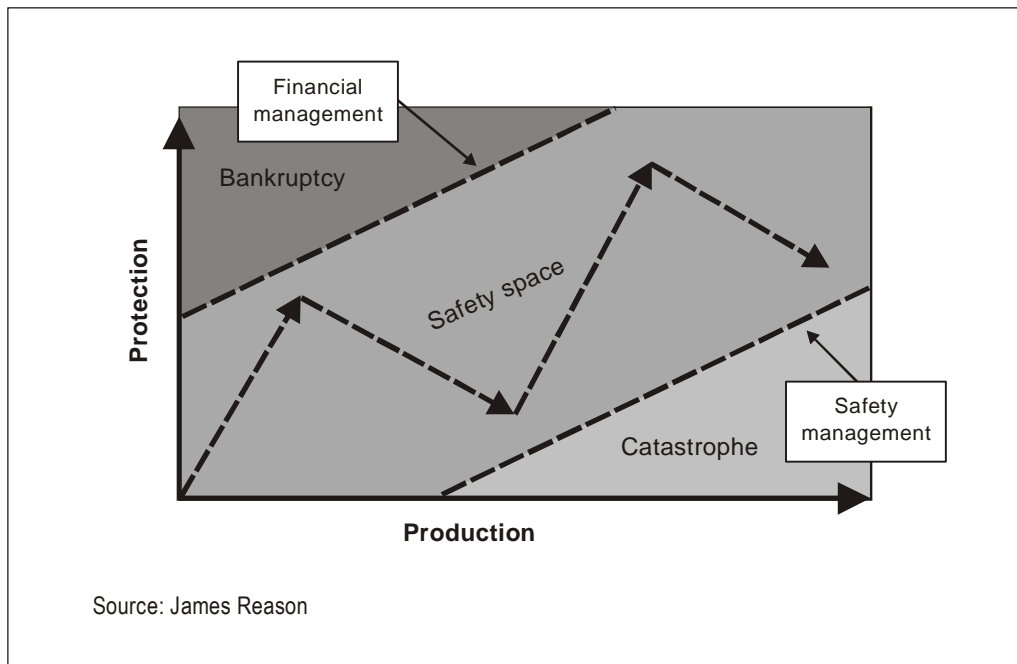 Financial
management
Bankruptcy
Protection
Safety space
Safety
management
Catastrophe
Production
Source: James Reason